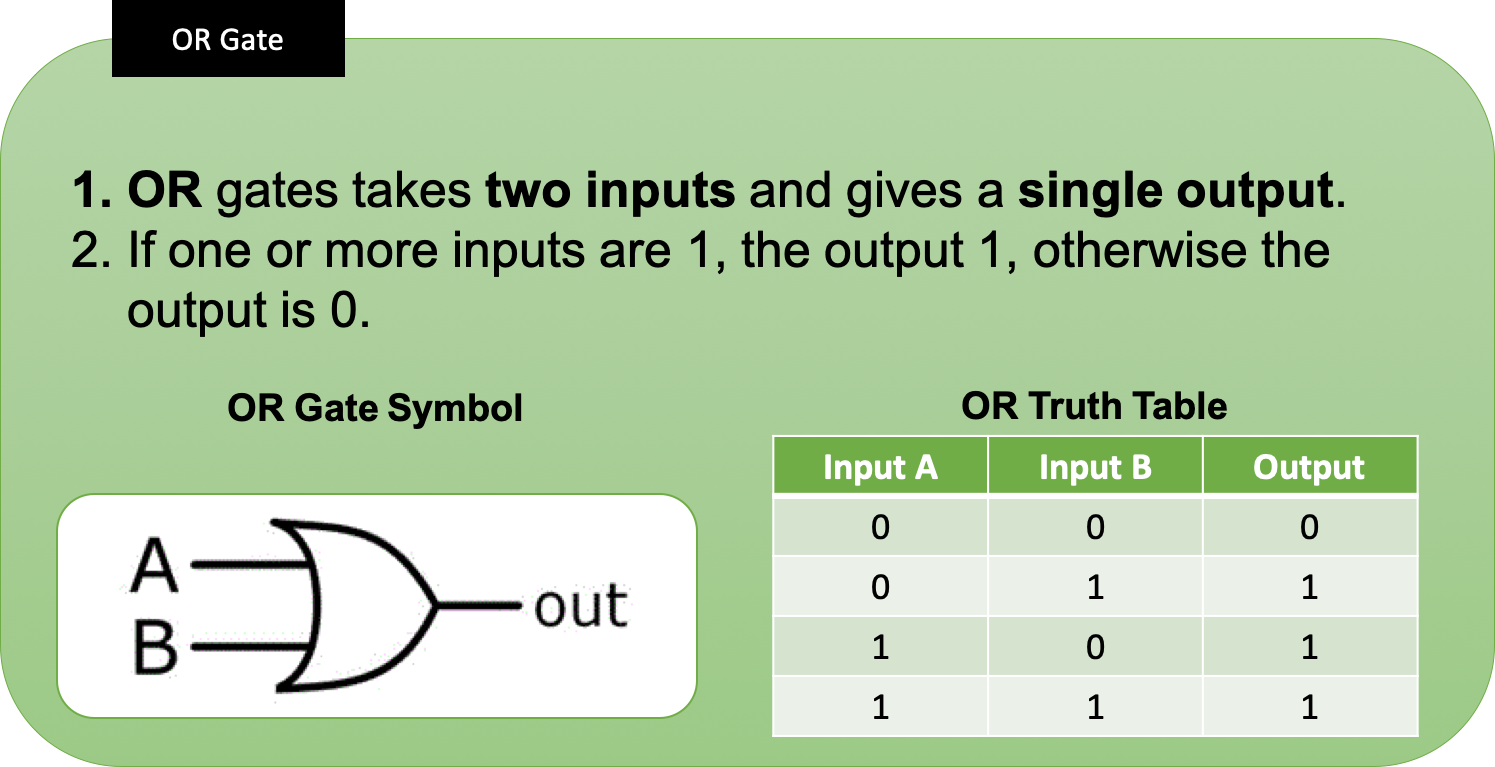 OR Gate
1. OR gates takes two inputs and gives a single output.
2. If one or more inputs are 1, the output 1, otherwise the
output is 0.
OR Gate Symbol
A
B
out
OR Truth Table
Input A Input B Output
0 0 0
0 1 1
1 0 1
1 1 1